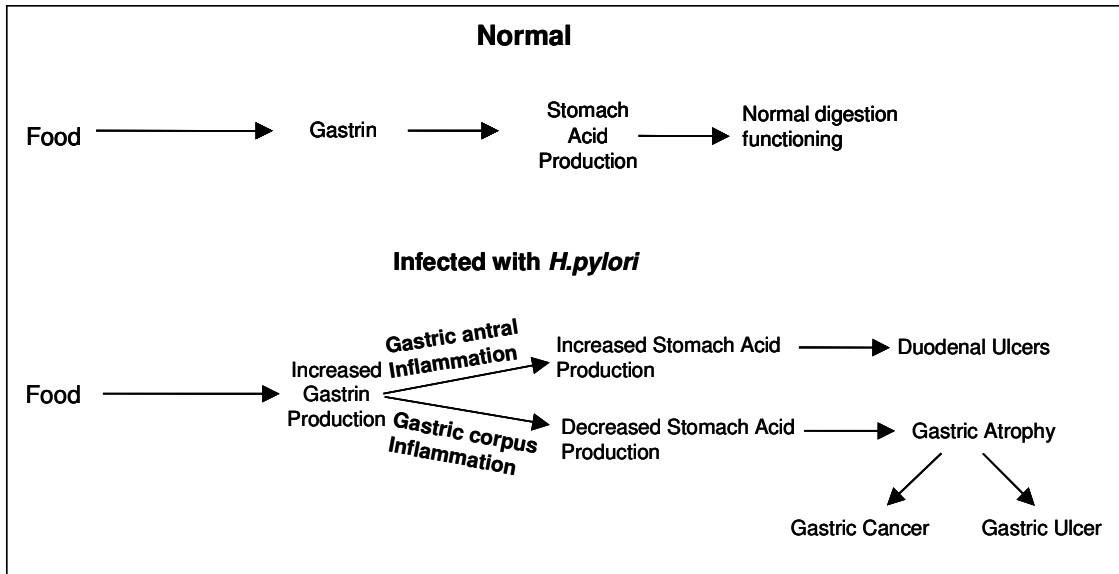 Normal
Food
Gastrin
Stomach
Acid
Production
Normal digestion
functioning
Infected with H.pylori
Food
Increased
Gastrin
Production
Gastric antral
Inflammation
Gastric corpus
Inflammation
Increased Stomach Acid
Production
Duodenal Ulcers
Decreased Stomach Acid
Production
Gastric Atrophy
Gastric Cancer
Gastric Ulcer